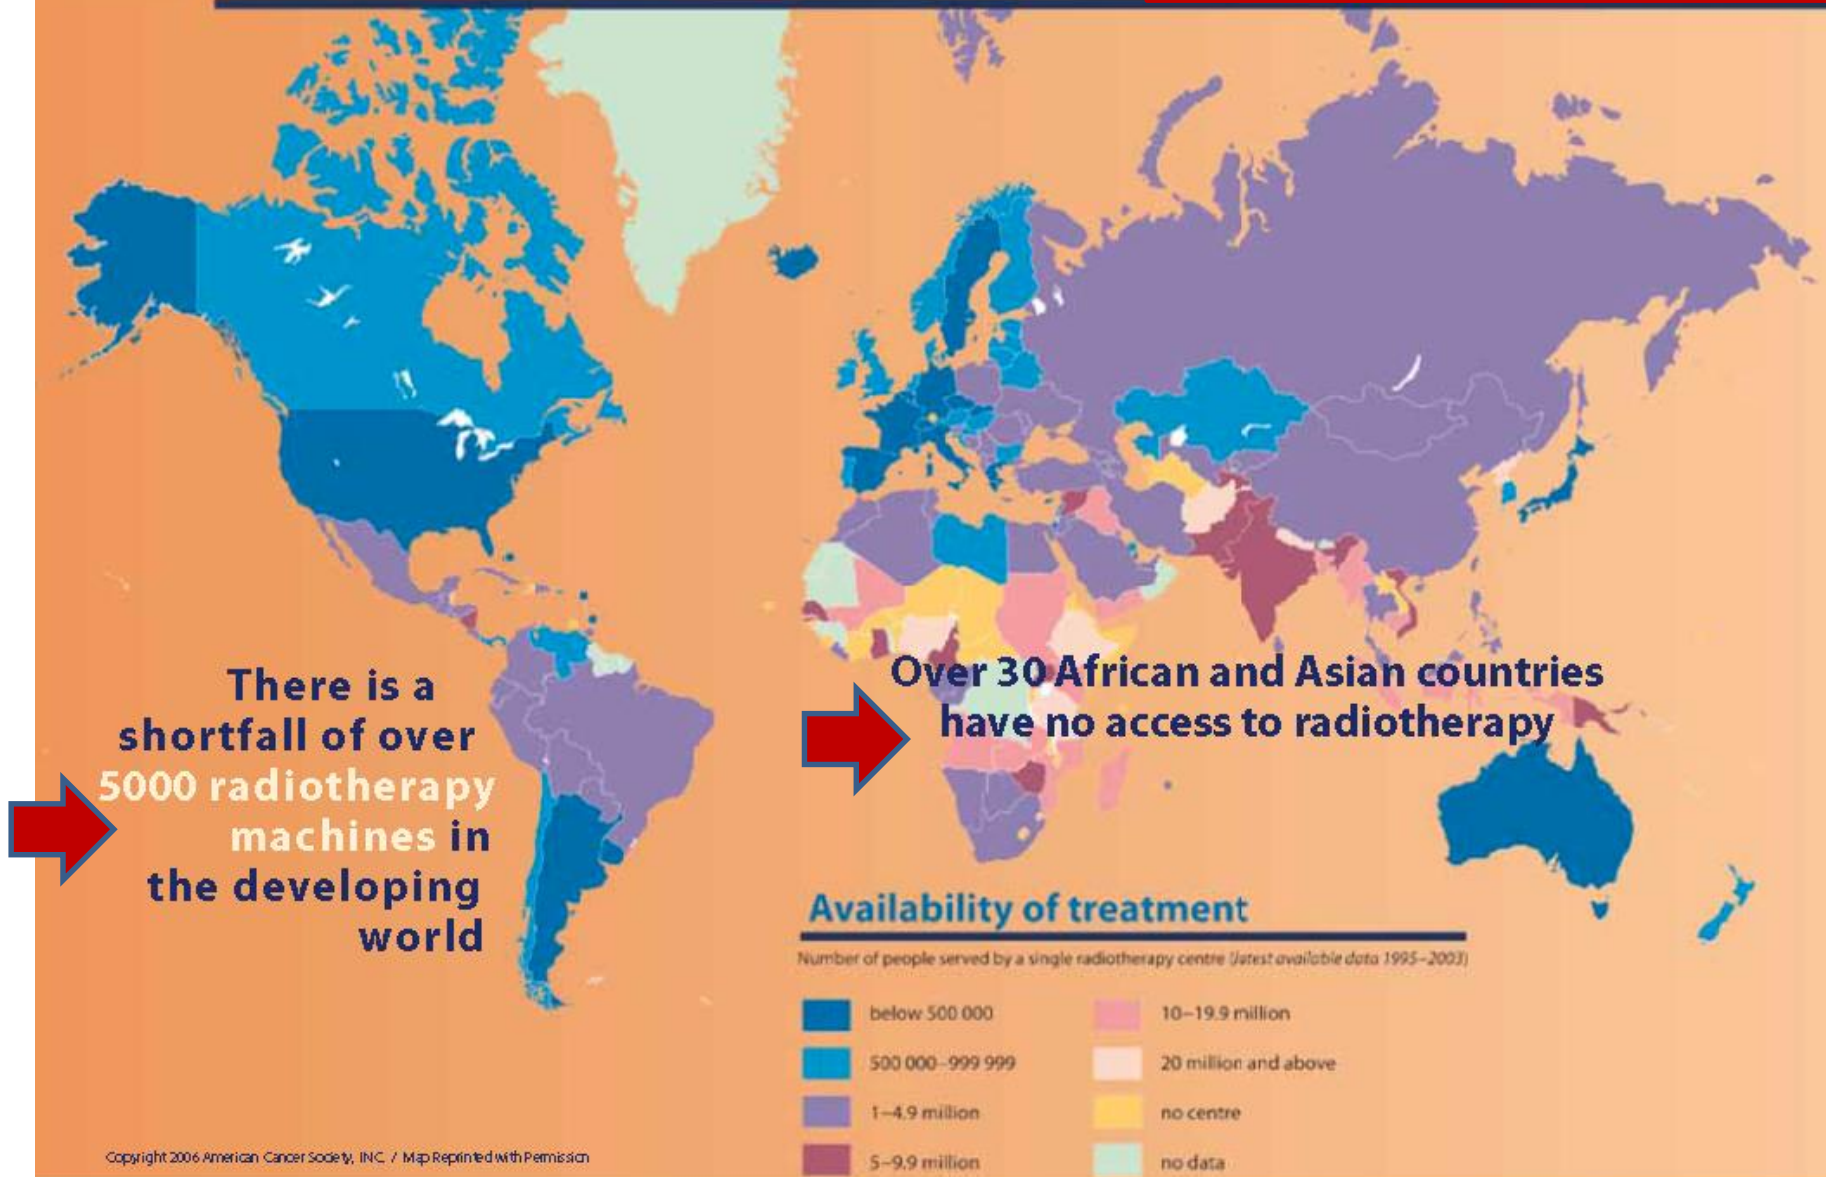 There is a
shortfall of over
5000 radiotherapy
machines in
the developing
world
Over 30 African and Asian countries
have no access to radiotherapy
Availability of treatment
Number of people served by a single radiotherapy centre (latest available data 1995–2003)
below 500 000
500 000–999 999
1–4.9 million
5–9.9 million
10–19.9 million
20 million and above
no centre
no data
Copyright 2006 American Cancer Society, INC. / Map Reprinted with Permission